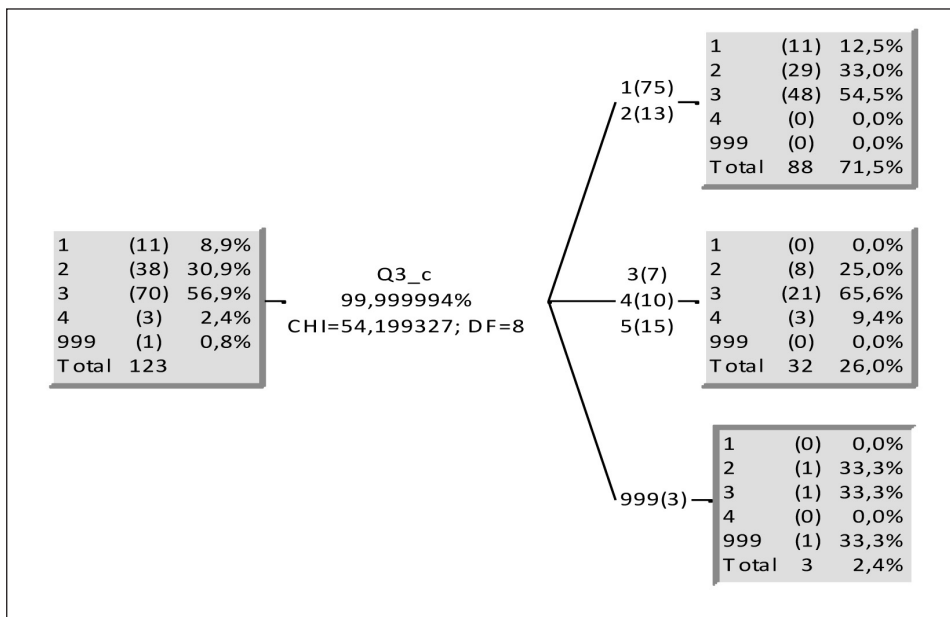 1 (11) 8,9%
2 (38) 30,9%
3 (70) 56,9%
4 (3) 2,4%
999 (1) 0,8%
Total 123
Q3_c
99,999994%
CHI=54,199327; DF=8
1(75)
2(13)
1 (11) 12,5%
2 (29) 33,0%
3 (48) 54,5%
4 (0) 0,0%
999 (0) 0,0%
Total 88 71,5%
3(7)
4(10)
5(15)
1 (0) 0,0%
2 (8) 25,0%
3 (21) 65,6%
4 (3) 9,4%
999 (0) 0,0%
Total 32 26,0%
999(3)
1 (0) 0,0%
2 (1) 33,3%
3 (1) 33,3%
4 (0) 0,0%
999 (1) 33,3%
Total 3 2,4%